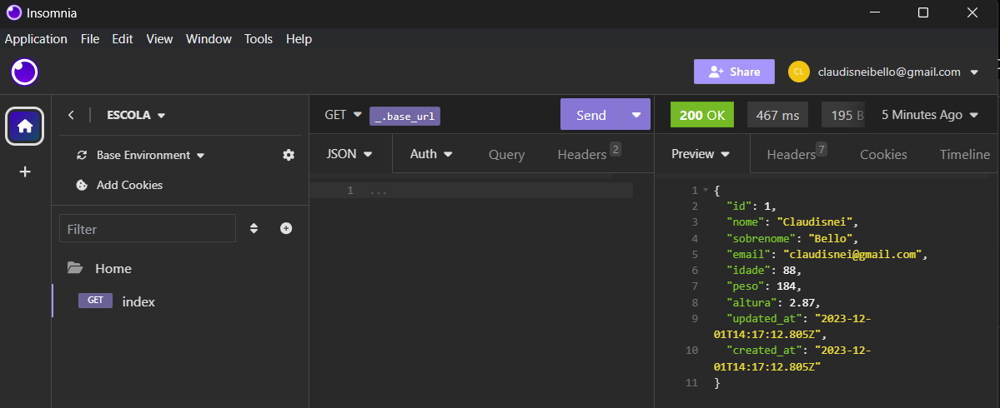 Insomnia
Application File Edit View Window Tools Help
Share
CL claudisneibello@gmail.com
ESCOLA
GET _.base_url Send
200 OK 467 ms 195 B 5 Minutes Ago
Base Environment
JSON Auth Query Headers 2
Preview Headers 7 Cookies Timeline
Add Cookies
Filter
Home
GET index
1 ...
1 {
2 "id": 1,
3 "nome": "Claudisnei",
4 "sobrenome": "Bello",
5 "email": "claudisnei@gmail.com",
6 "idade": 88,
7 "peso": 184,
8 "altura": 2.87,
9 "updated_at": "2023-12-
01T14:17:12.805Z",
10 "created_at": "2023-12-
01T14:17:12.805Z"
11 }